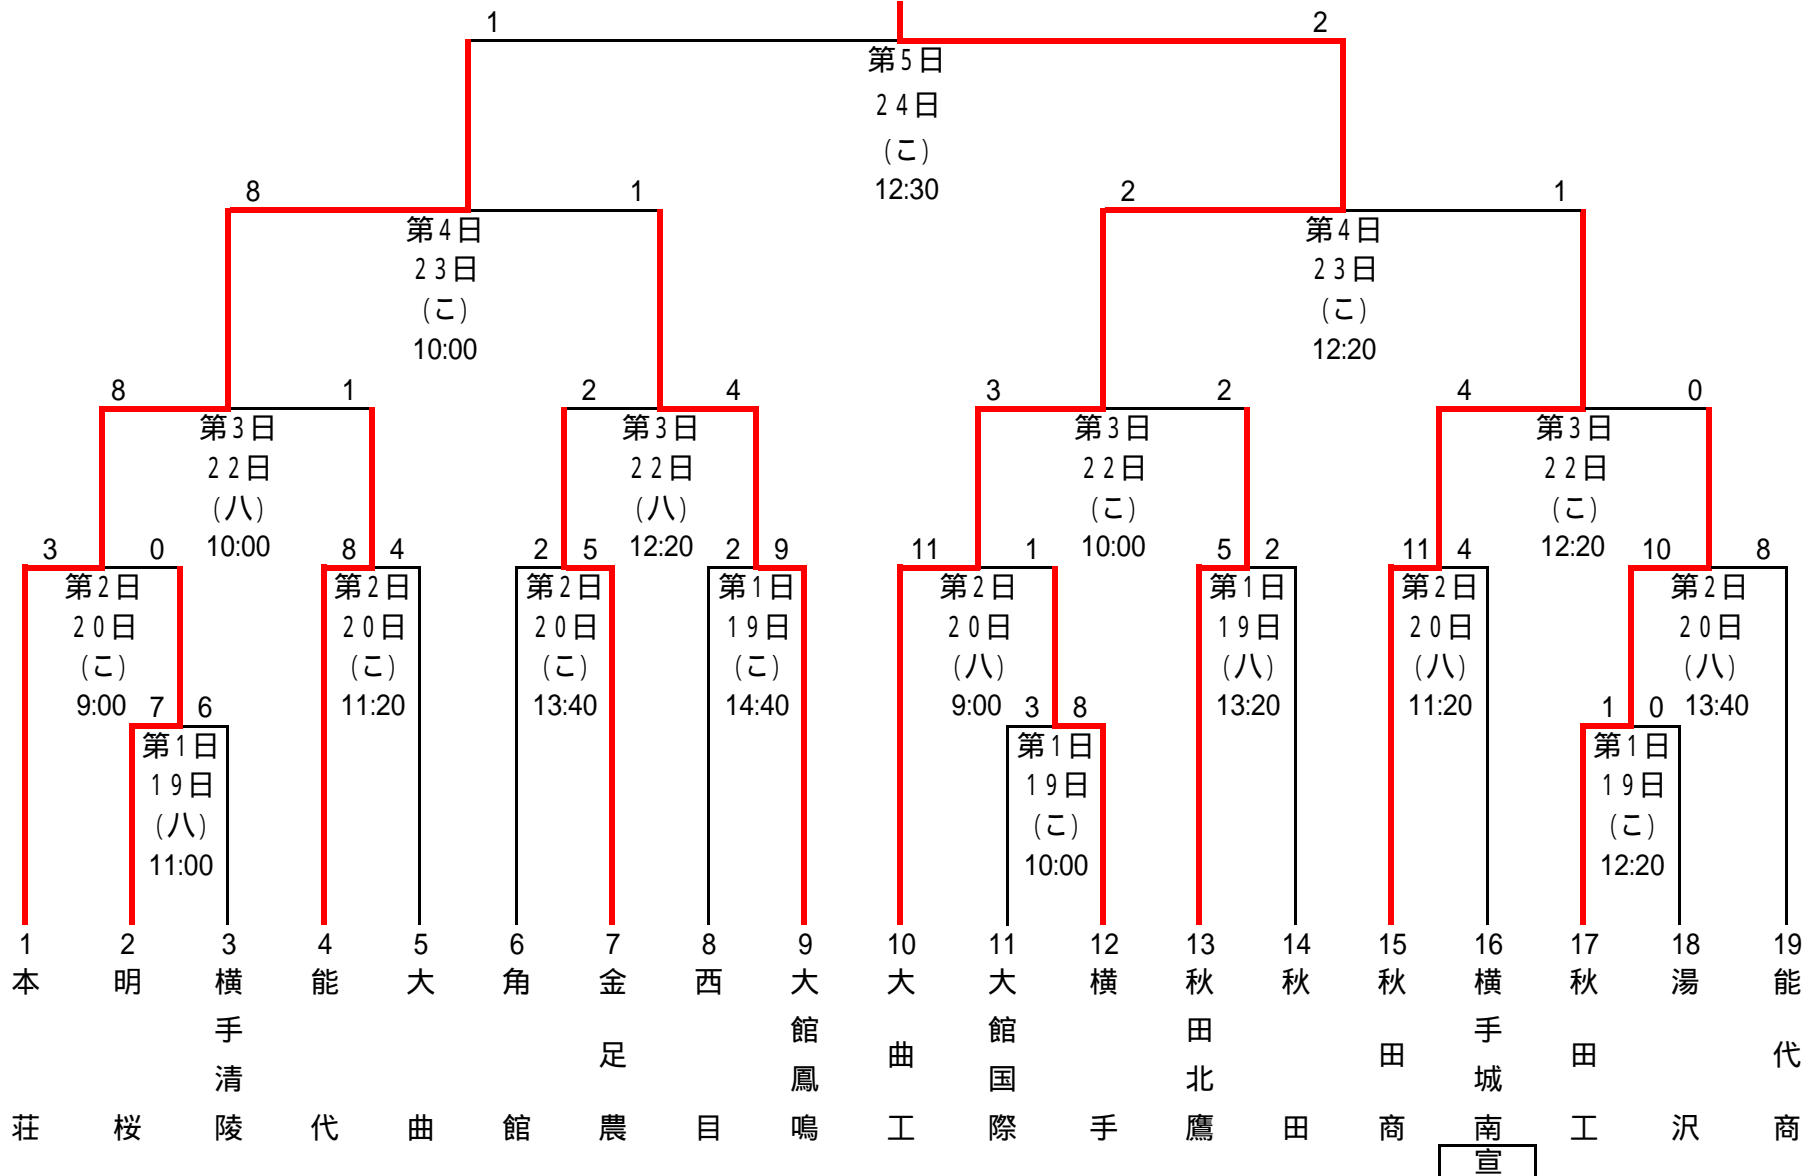 1 2
第5日
24日
(こ)
12:30
8 1 2 1
第4日 第4日
23日 23日
(こ) (こ)
10:00 12:20
8 1 2 4 3 2 4 0
第3日 第3日 第3日 第3日
22日 22日 22日 22日
(八) (八) (こ) (こ)
10:00 12:20 10:00 12:20
3 0 8 4 2 5 2 9 11 1 5 2 11 4 10 8
第2日 第2日 第2日 第1日 第2日 第1日 第2日 第2日
20日 20日 20日 19日 20日 19日 20日 20日
(こ) (こ) (こ) (こ) (八) (八) (八) (八)
9:00 11:20 13:40 14:40 9:00 13:20 11:20 13:40
7 6 3 8 1 0
第1日 第1日 第1日
19日 19日 19日
(八) (こ) (こ)
11:00 10:00 12:20
1 2 3 4 5 6 7 8 9 10 11 12 13 14 15 16 17 18 19
本荘
明桜
横手清陵
能代
大曲
角館
金足農
西目
大館鳳鳴
大曲工
大館国際
横手
秋田北鷹
秋田
秋田商
横手城南
宣
秋田工
湯沢
能代商